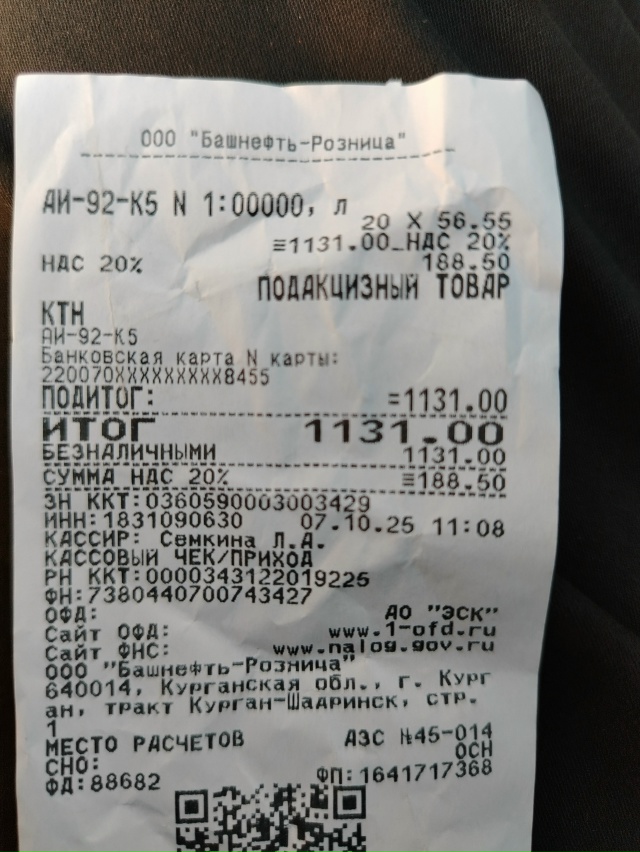 ООО "Башнефть-Розница"
АИ-92-К5 N 1:00000, л
20 X 56.55
≡1131.00_НДС 20%
НДС 20% 188.50
ПОДАКЦИЗНЫЙ ТОВАР
КТН
АИ-92-К5
Банковская карта N карты:
220070XXXXXXXXX8455
ПОДИТОГ: =1131.00
ИТОГ 1131.00
БЕЗНАЛИЧНЫМИ 1131.00
СУММА НДС 20% ≡188.50
ЗН ККТ:0360590003003429
ИНН:1831090630 07.10.25 11:08
КАССИР: Семкина Л.А.
КАССОВЫЙ ЧЕК/ПРИХОД
РН ККТ:0000343122019225
ФН:7380440700743427
ОФД: АО "ЭСК"
Сайт ОФД: www.1-ofd.ru
Сайт ФНС: www.nalog.gov.ru
ООО "Башнефть-Розница"
640014, Курганская обл., г. Кург
ан, тракт Курган-Шадринск, стр.
1
МЕСТО РАСЧЕТОВ АЗС №45-014
СНО: ОСН
ФД:88682 ФП:1641717368